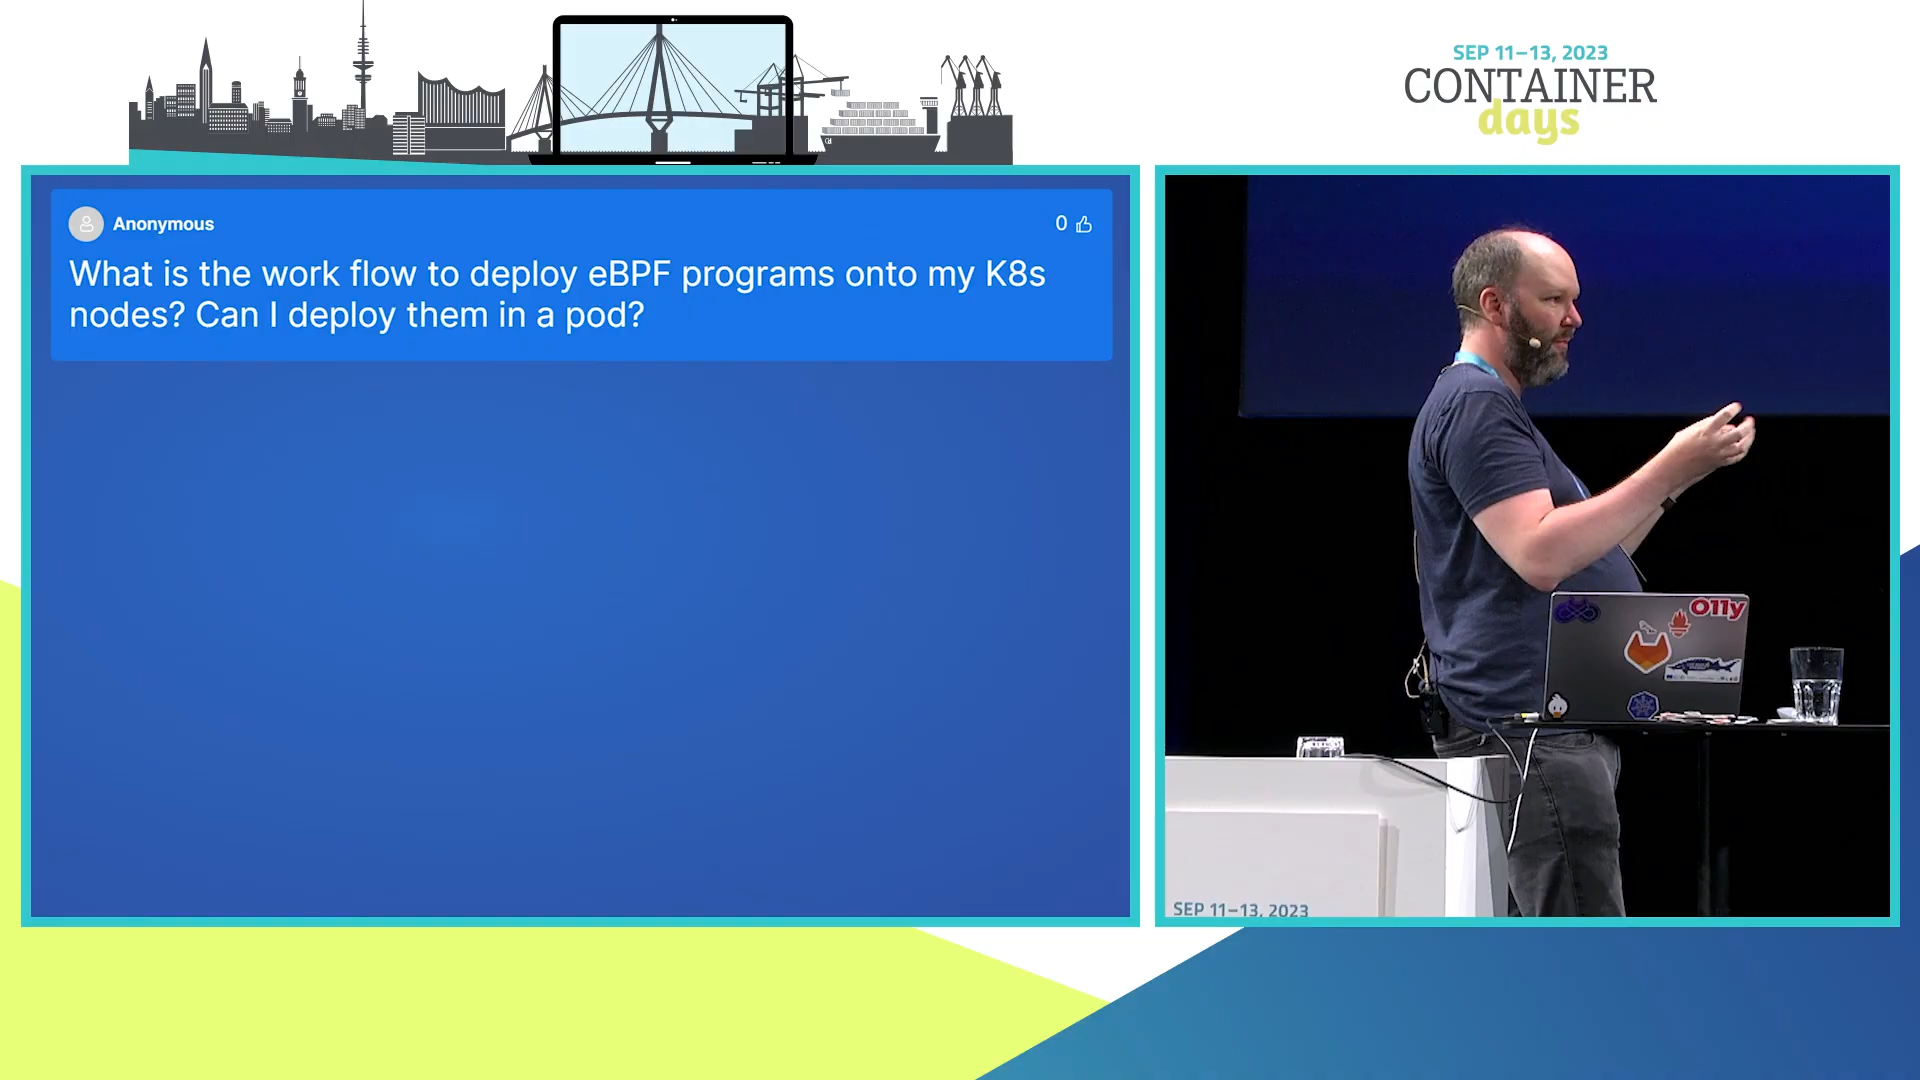 SEP 11–13, 2023
CONTAINER
days
Anonymous
0
What is the work flow to deploy eBPF programs onto my K8s
nodes? Can I deploy them in a pod?
O11y
SEP 11–13, 2023